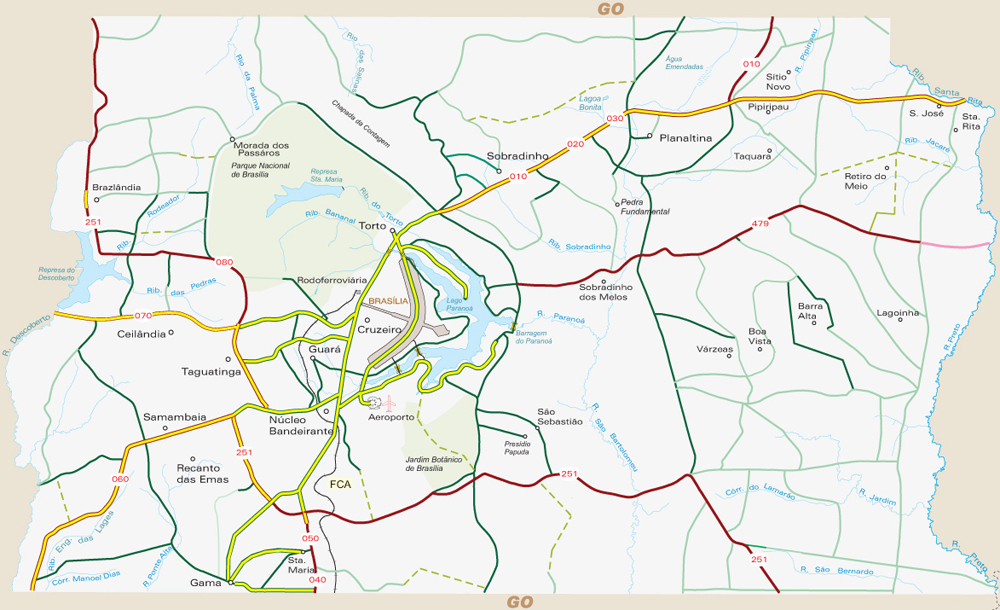 GO
Rio da Palma
Rio das Salinas
Chapada da Contagem
Água
Emendadas
R. Pipiripau
010
Sítio
Novo
Pipiripau
Rib. Santa Rita
S. José
Sta.
Rita
Lagoa
Bonita
030
020
Planaltina
Taquara
Rib. Jacaré
Retiro do
Meio
Morada dos
Passáros
Parque Nacional
de Brasília
Sobradinho
010
Represa
Sta. Maria
Brazlândia
Rodeador
Rib.
251
Rib. do Torto
Rib. Bananal
Torto
Pedra
Fundamental
479
Rib. Sobradinho
080
Represa do
Descoberto
Rib. das Pedras
Rodoferroviária
BRASÍLIA
Lago
Paranoá
Sobradinho
dos Melos
R. Descoberto
070
Ceilândia
Cruzeiro
R. Paranoá
Barragem
do Paranoá
Barra
Alta
Lagoinha
Boa
Vista
Várzeas
R. Preto
Guará
Taguatinga
Samambaia
Núcleo
Bandeirante
Aeroporto
São
Sebastião
Presídio
Papuda
R. São Bartolomeu
251
Recanto
das Emas
060
Jardim Botânico
de Brasília
FCA
251
Córr. do Lamarão
R. Jardim
Rib. Eng. das Lages
050
Sta.
Maria
040
Gama
Córr. Manoel Dias
R. Ponte Alta
251
R. São Bernardo
R. Preto
GO